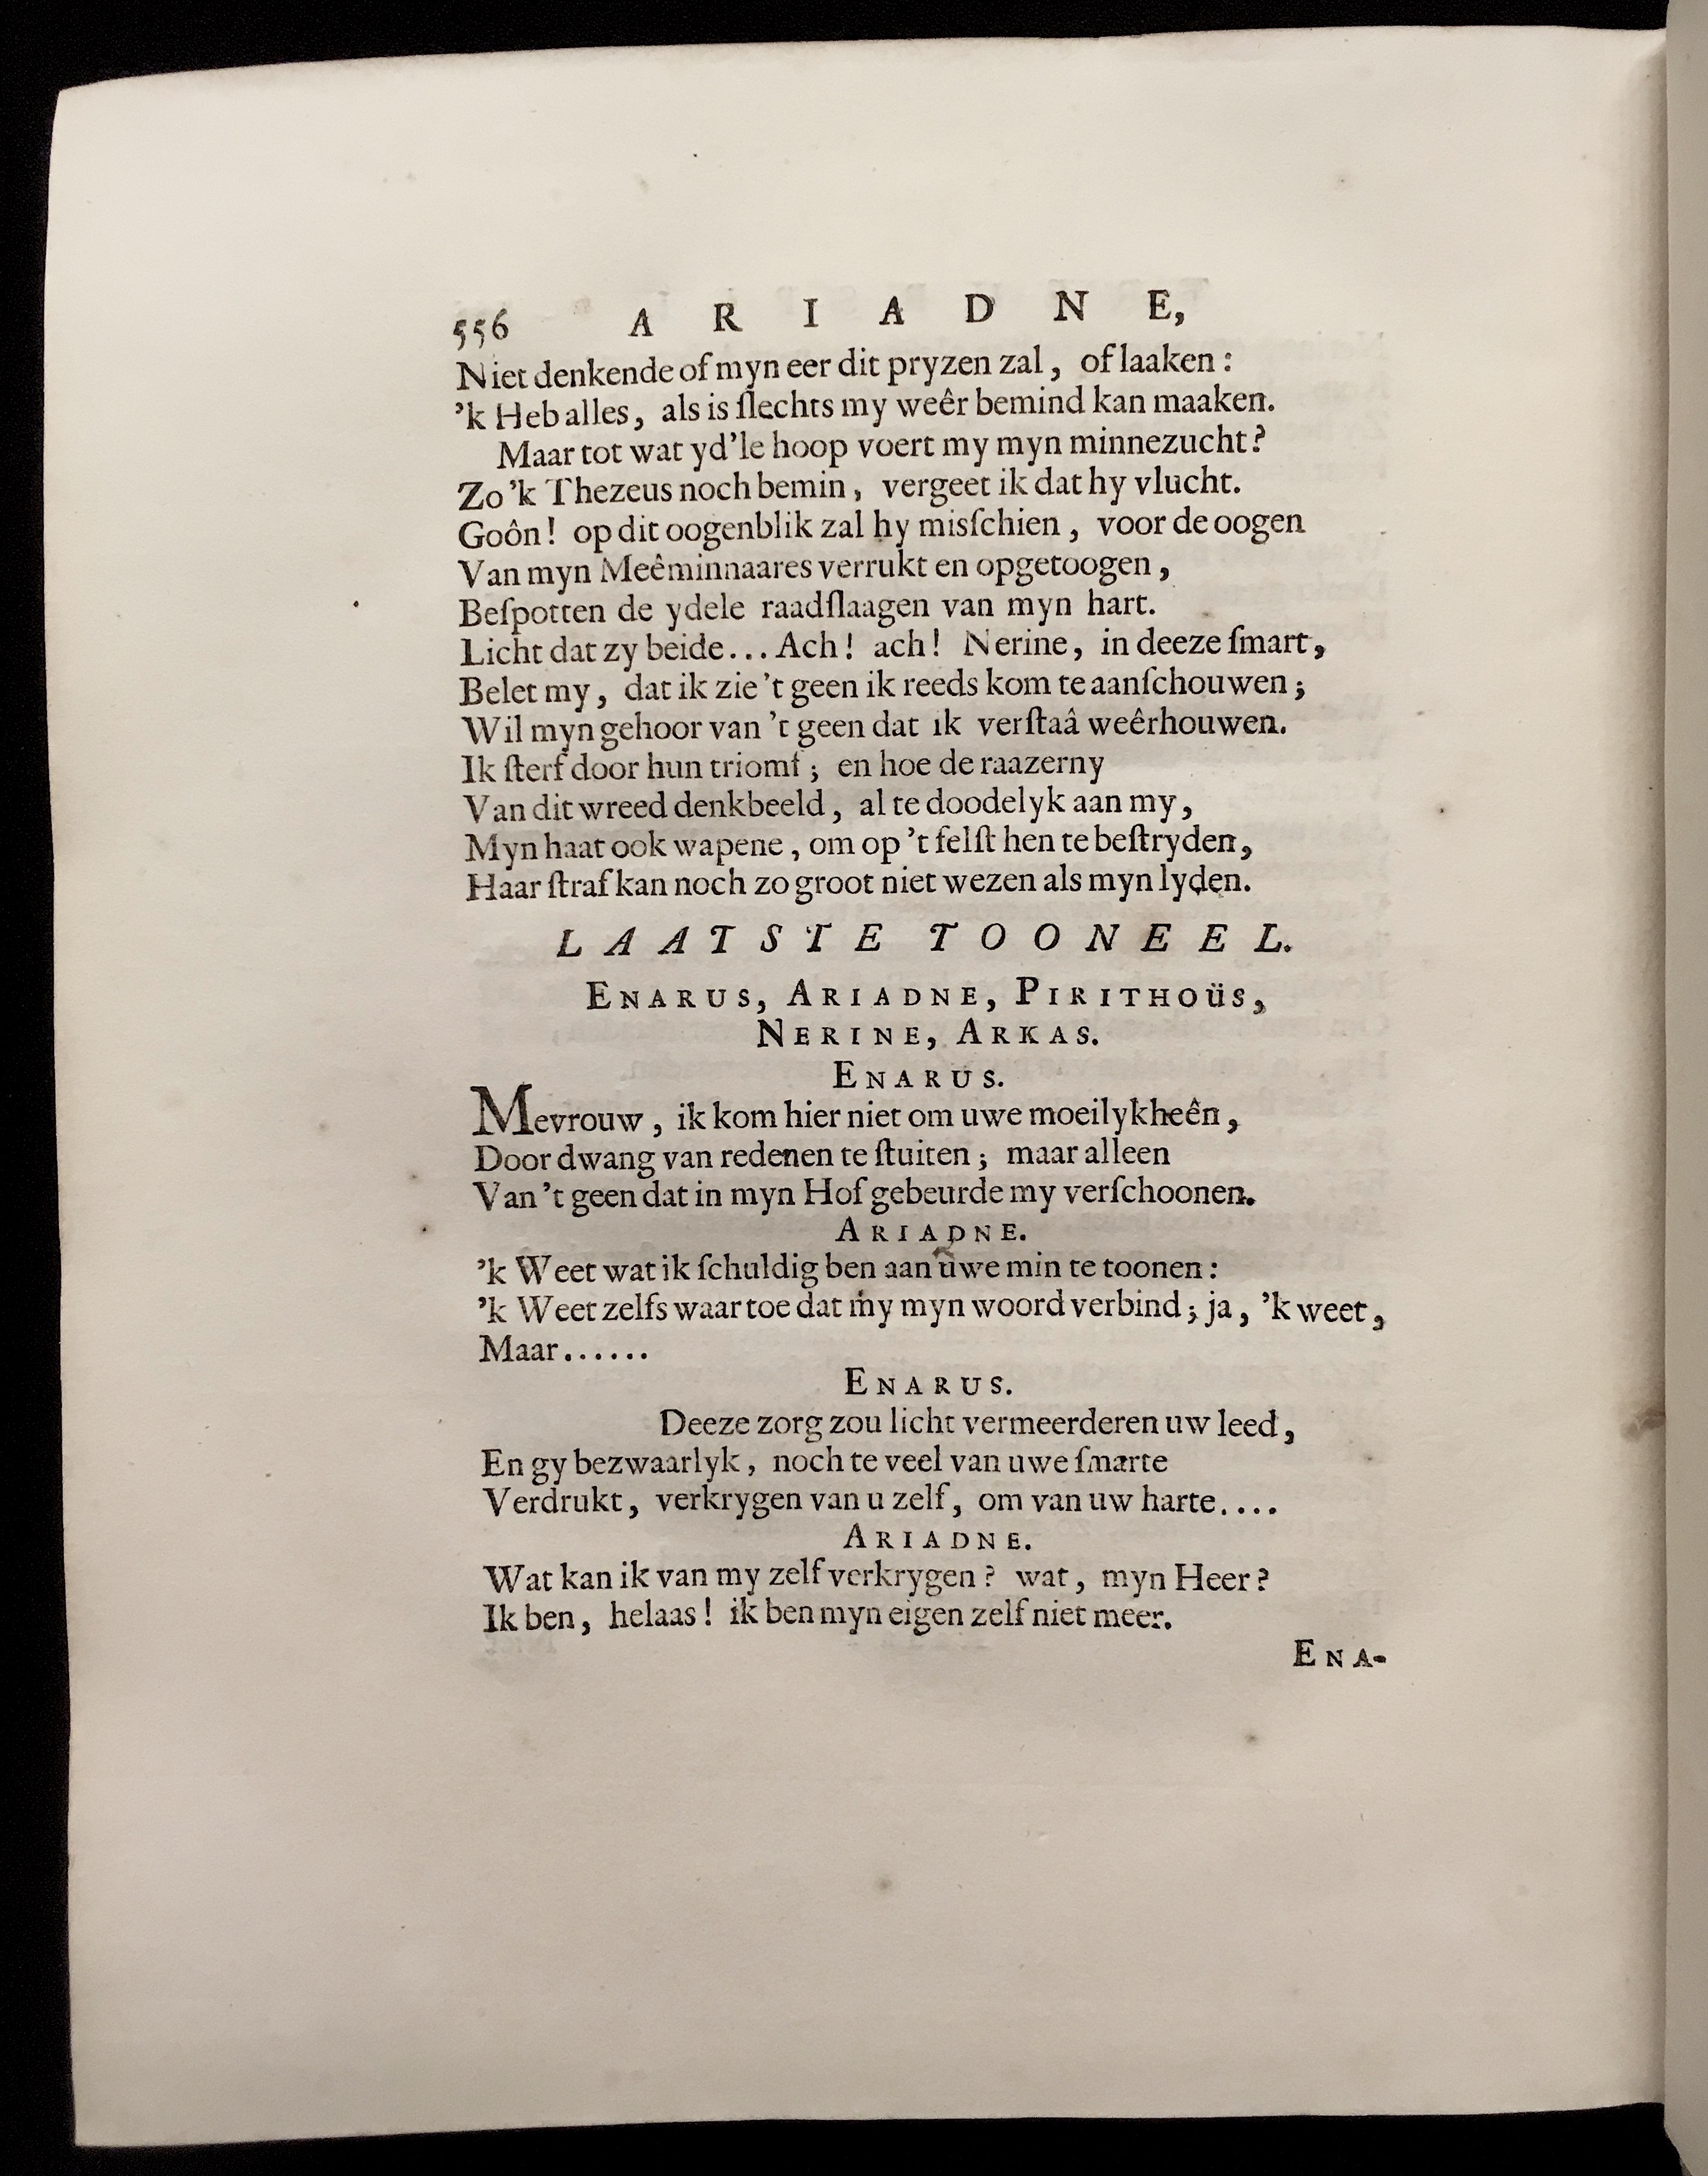 556 ARIADNE,
Niet denkende of myn eer dit pryzen zal, of laaken:
’k Heb alles, als is ſlechts my weêr bemind kan maaken.
Maar tot wat yd’le hoop voert my myn minnezucht?
Zo ’k Thezeus noch bemin, vergeet ik dat hy vlucht.
Goôn! op dit oogenblik zal hy misſchien, voor de oogen
Van myn Meêminnaares verrukt en opgetoogen,
Beſpotten de ydele raadſlaagen van myn hart.
Licht dat zy beide... Ach! ach! Nerine, in deeze ſmart,
Belet my, dat ik zie ’t geen ik reeds kom te aanſchouwen;
Wil myn gehoor van ’t geen dat ik verſtaâ weêrhouwen.
Ik ſterf door hun triomf; en hoe de raazerny
Van dit wreed denkbeeld, al te doodelyk aan my,
Myn haat ook wapene, om op ’t felſt hen te beſtryden,
Haar ſtraf kan noch zo groot niet wezen als myn lyden.
LAATSTE TOONEEL.
ENARUS, ARIADNE, PIRITHOÜS,
NERINE, ARKAS.
ENARUS.
Mevrouw, ik kom hier niet om uwe moeilykheên,
Door dwang van redenen te ſtuiten; maar alleen
Van ’t geen dat in myn Hof gebeurde my verſchoonen.
ARIADNE.
’k Weet wat ik ſchuldig ben aan uwe min te toonen:
’k Weet zelfs waar toe dat my myn woord verbind; ja, ’k weet,
Maar......
ENARUS.
Deeze zorg zou licht vermeerderen uw leed,
En gy bezwaarlyk, noch te veel van uwe ſmarte
Verdrukt, verkrygen van u zelf, om van uw harte....
ARIADNE.
Wat kan ik van my zelf verkrygen? wat, myn Heer?
Ik ben, helaas! ik ben myn eigen zelf niet meer.
ENA-